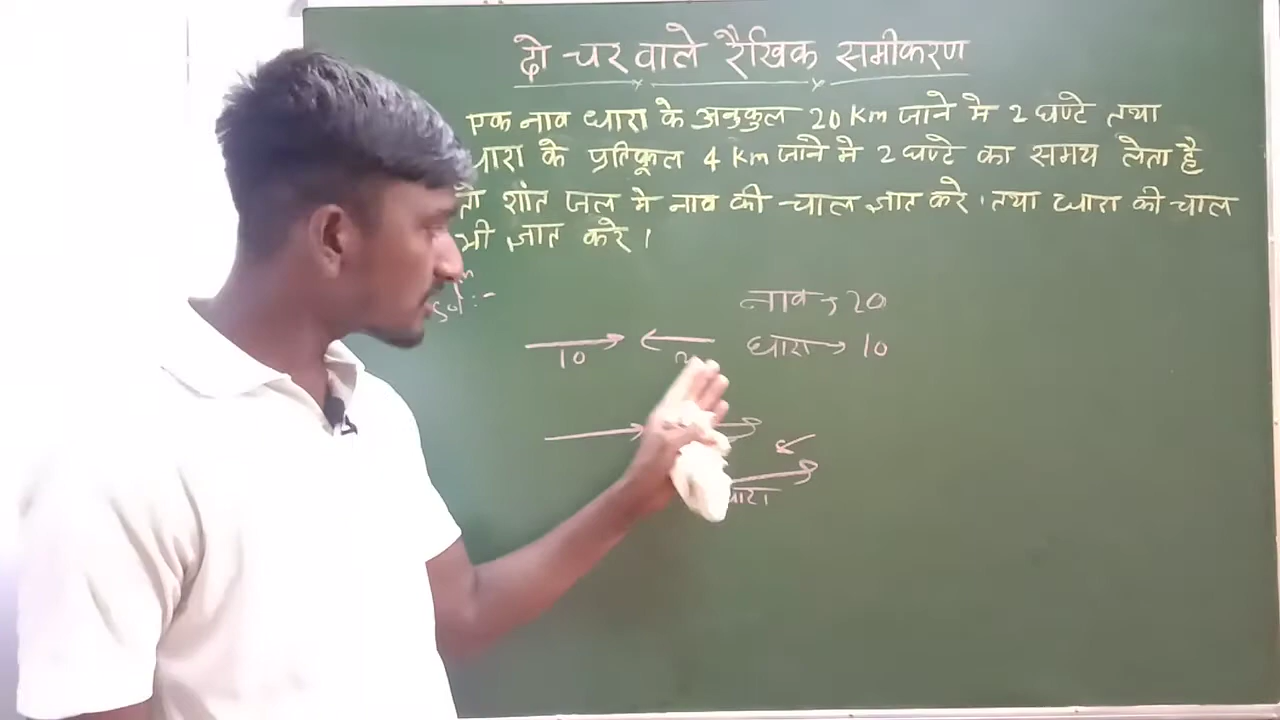 दो चर वाले रैखिक समीकरण
एक नाव धारा के अनुकुल 20 Km जाने मे 2 घण्टे तथा
धारा के प्रतिकूल 4 Km जाने मे 2 घण्टे का समय लेता है
तो शांत जल मे नाव की चाल ज्ञात करे। तथा धारा की चाल
भी ज्ञात करे।
Solⁿ:-
नाव → 20
धारा → 10
10
धारा